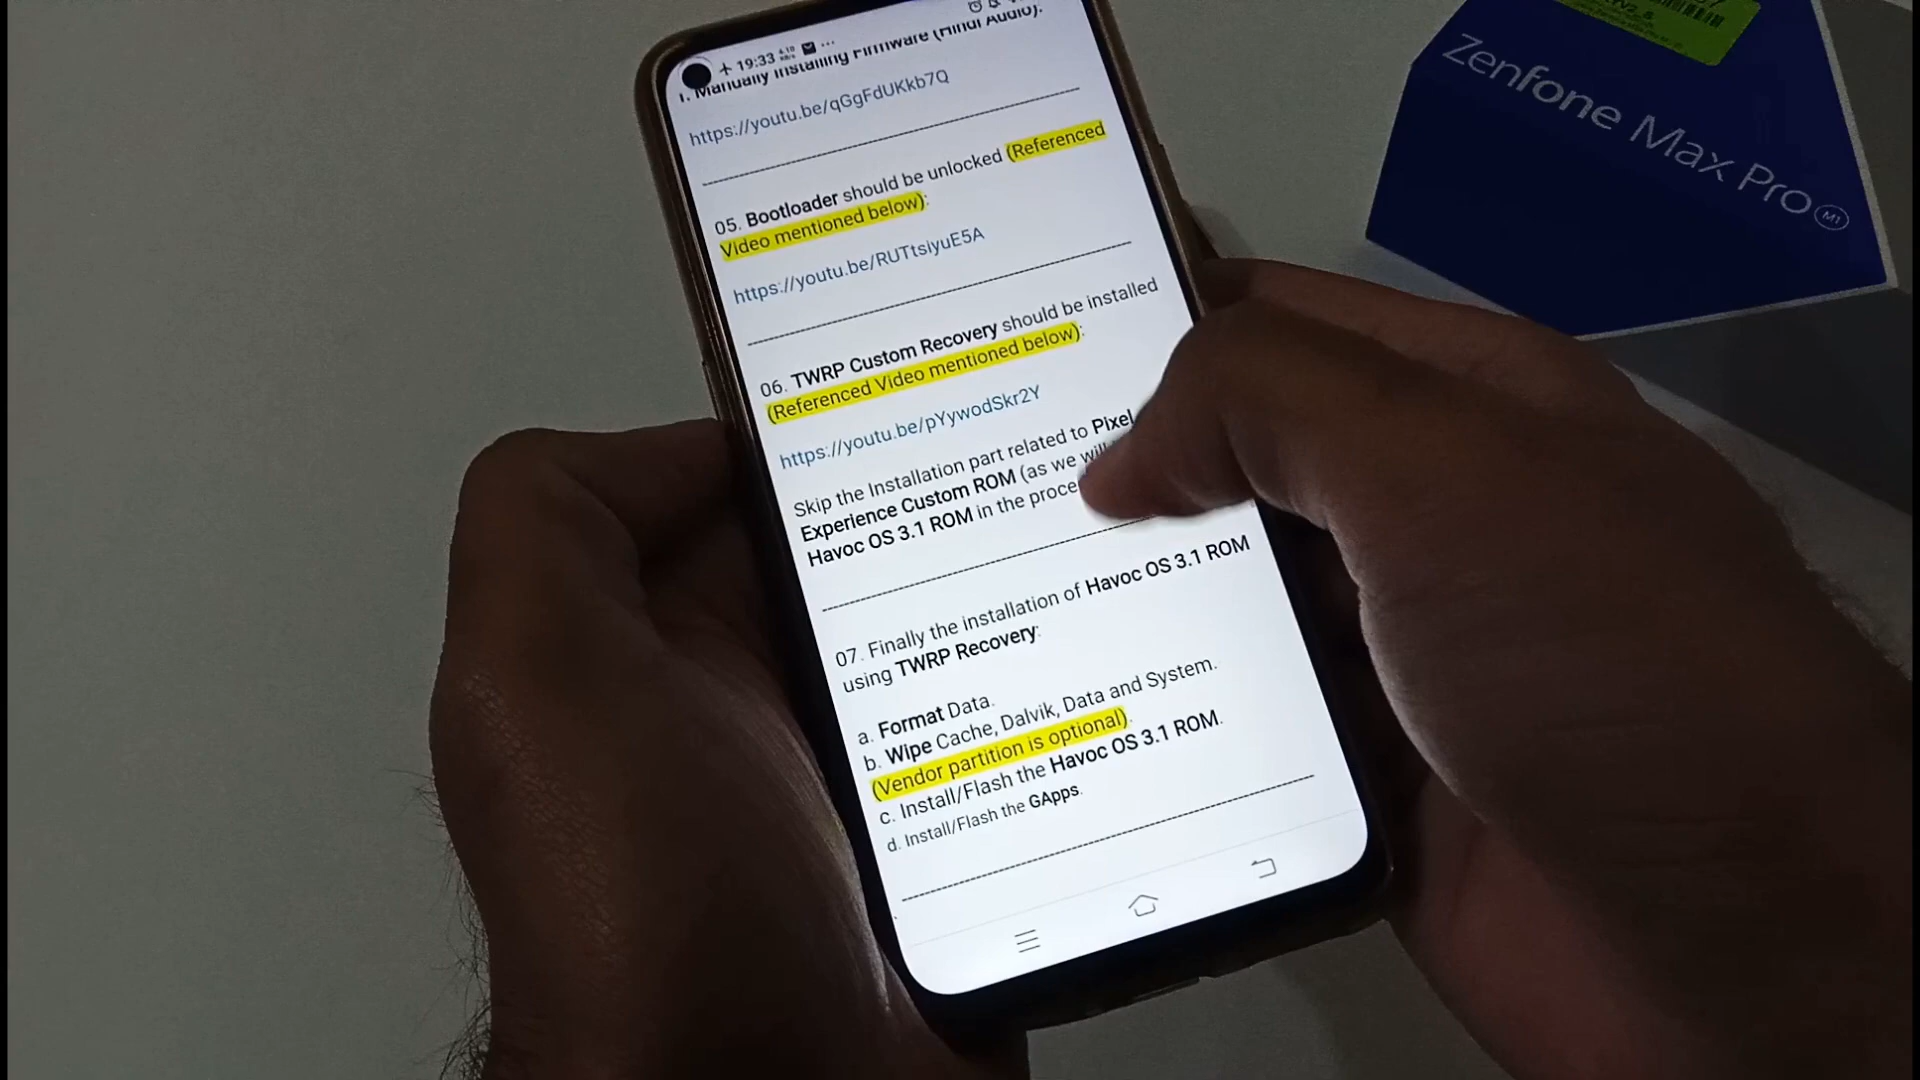 19:33
1. Manually Installing Firmware (Hindi Audio):
https://youtu.be/qGgFdUKkb7Q
05. Bootloader should be unlocked (Referenced
Video mentioned below):
https://youtu.be/RUTtsiyuE5A
06. TWRP Custom Recovery should be installed
(Referenced Video mentioned below):
https://youtu.be/pYywodSkr2Y
Skip the Installation part related to Pixel
Experience Custom ROM (as we will
Havoc OS 3.1 ROM in the proce
07. Finally the installation of Havoc OS 3.1 ROM
using TWRP Recovery:
a. Format Data.
b. Wipe Cache, Dalvik, Data and System.
(Vendor partition is optional).
c. Install/Flash the Havoc OS 3.1 ROM.
d. Install/Flash the GApps.
Zenfone Max Pro M1